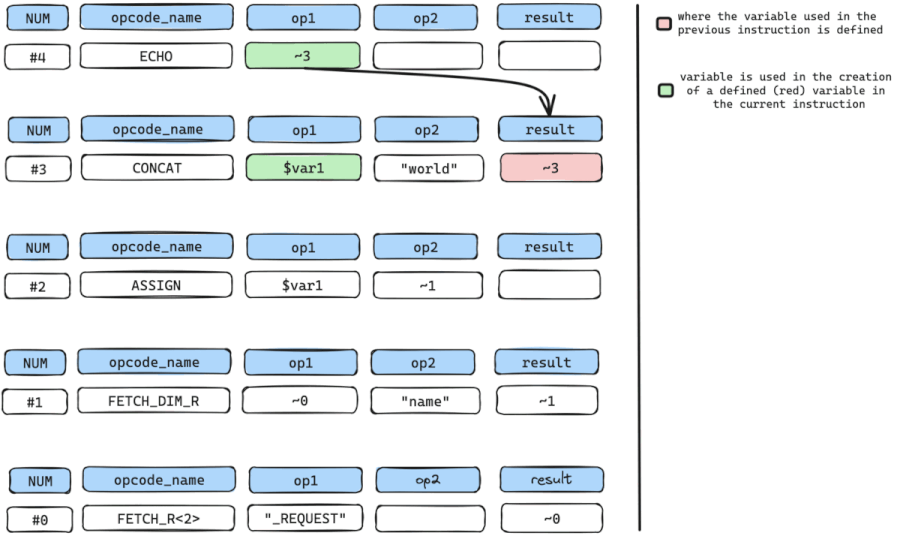 NUM opcode_name op1 op2 result
#4 ECHO ~3
NUM opcode_name op1 op2 result
#3 CONCAT $var1 "world" ~3
NUM opcode_name op1 op2 result
#2 ASSIGN $var1 ~1
NUM opcode_name op1 op2 result
#1 FETCH_DIM_R ~0 "name" ~1
NUM opcode_name op1 op2 result
#0 FETCH_R<2> "_REQUEST" ~0
where the variable used in the
previous instruction is defined
variable is used in the creation
of a defined (red) variable in
the current instruction